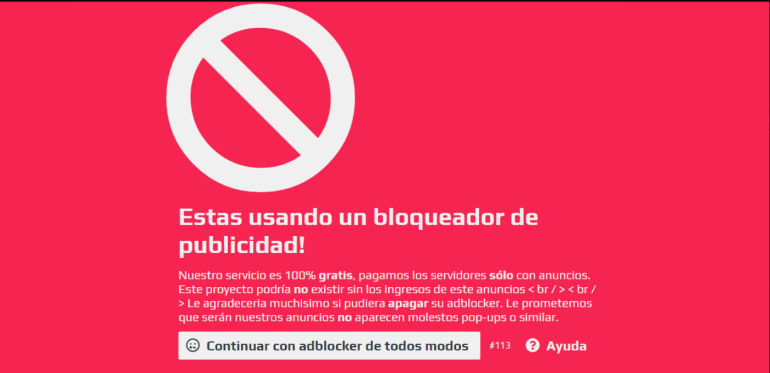 Estas usando un bloqueador de
publicidad!
Nuestro servicio es 100% gratis, pagamos los servidores sólo con anuncios.
Este proyecto podría no existir sin los ingresos de este anuncios < br / > < br /
> Le agradeceria muchisimo si pudiera apagar su adblocker. Le prometemos
que serán nuestros anuncios no aparecen molestos pop-ups o similar.
Continuar con adblocker de todos modos #113 ? Ayuda